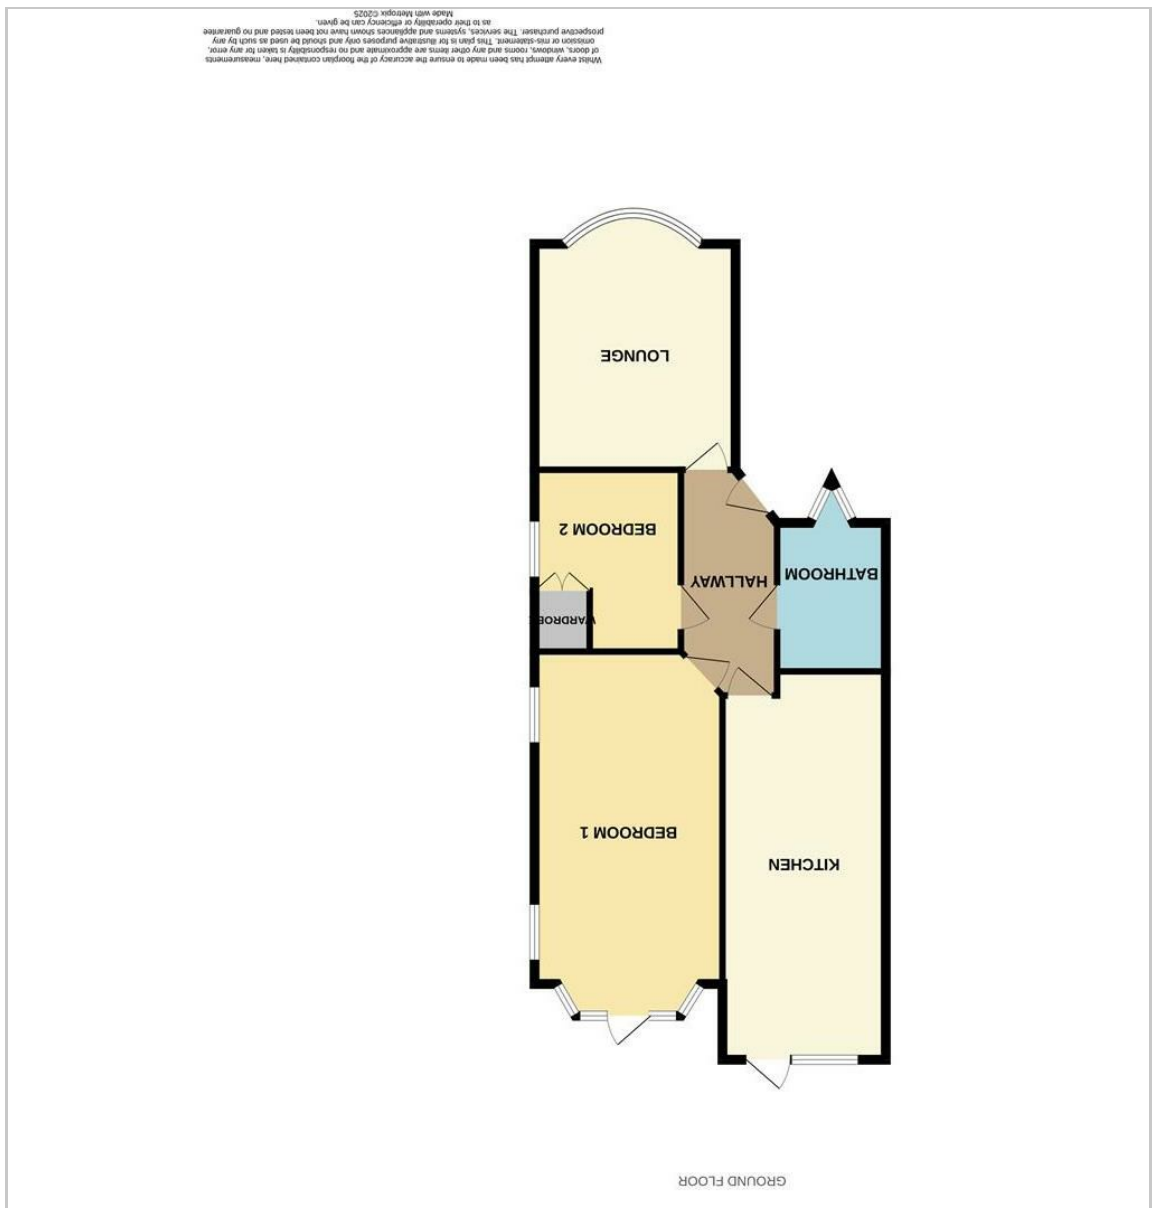 GROUND FLOOR
KITCHEN
BEDROOM 1
WARDROBE
BATHROOM
HALLWAY
BEDROOM 2
LOUNGE
Whilst every attempt has been made to ensure the accuracy of the floorplan contained here, measurements
of doors, windows, rooms and any other items are approximate and no responsibility is taken for any error,
omission or mis-statement. This plan is for illustrative purposes only and should be used as such by any
prospective purchaser. The services, systems and appliances shown have not been tested and no guarantee
as to their operability or efficiency can be given.
Made with Metropix ©2025